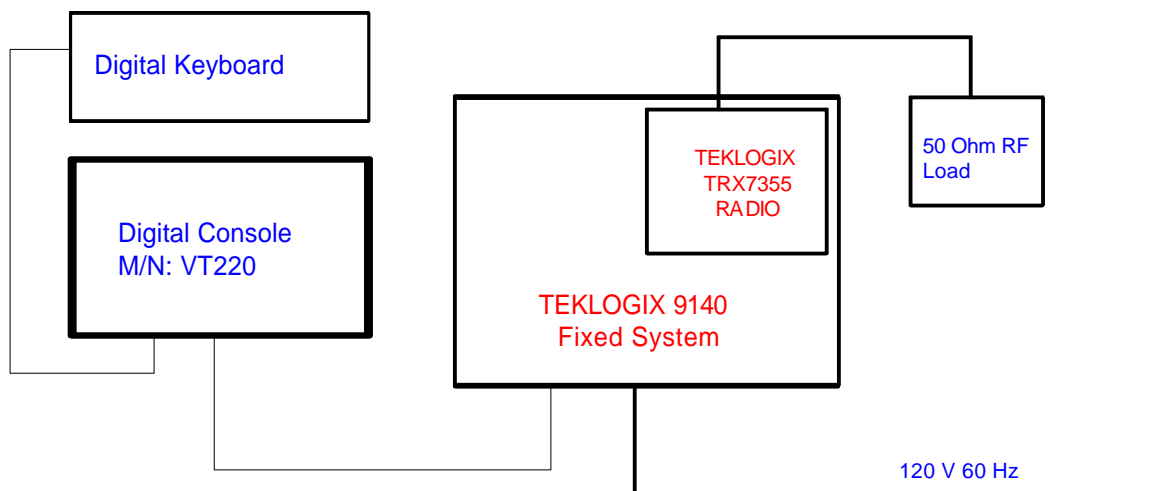 Digital Keyboard
Digital Console
M/N: VT220
TEKLOGIX
TRX7355
RADIO
TEKLOGIX 9140
Fixed System
50 Ohm RF
Load
120 V 60 Hz